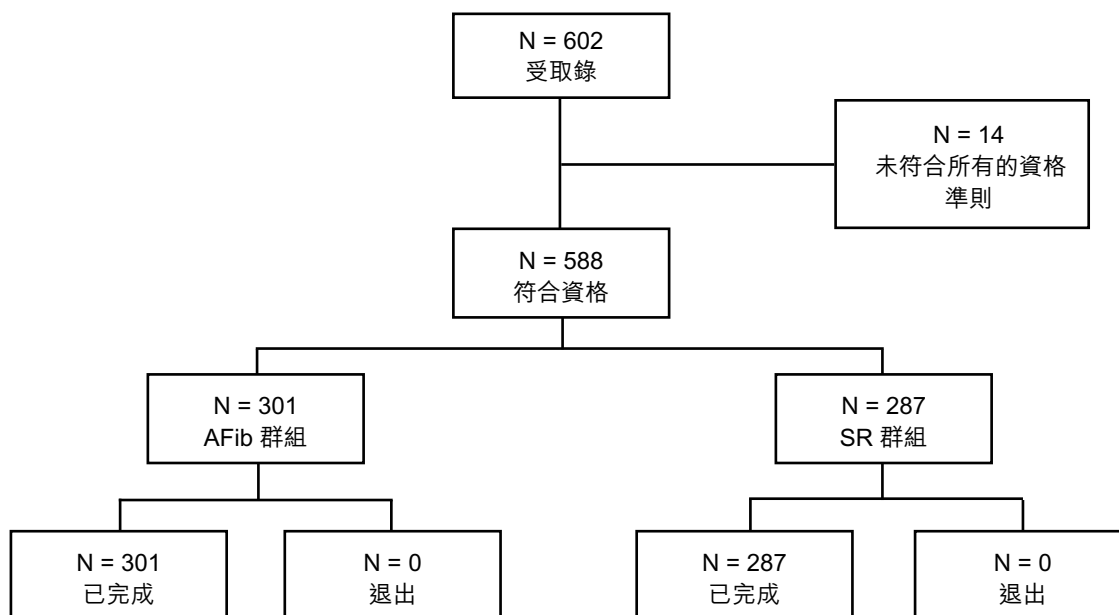 N = 602
受取錄
N = 14
未符合所有的資格
準則
N = 588
符合資格
N = 301
AFib 群組
N = 287
SR 群組
N = 301
已完成
N = 0
退出
N = 287
已完成
N = 0
退出